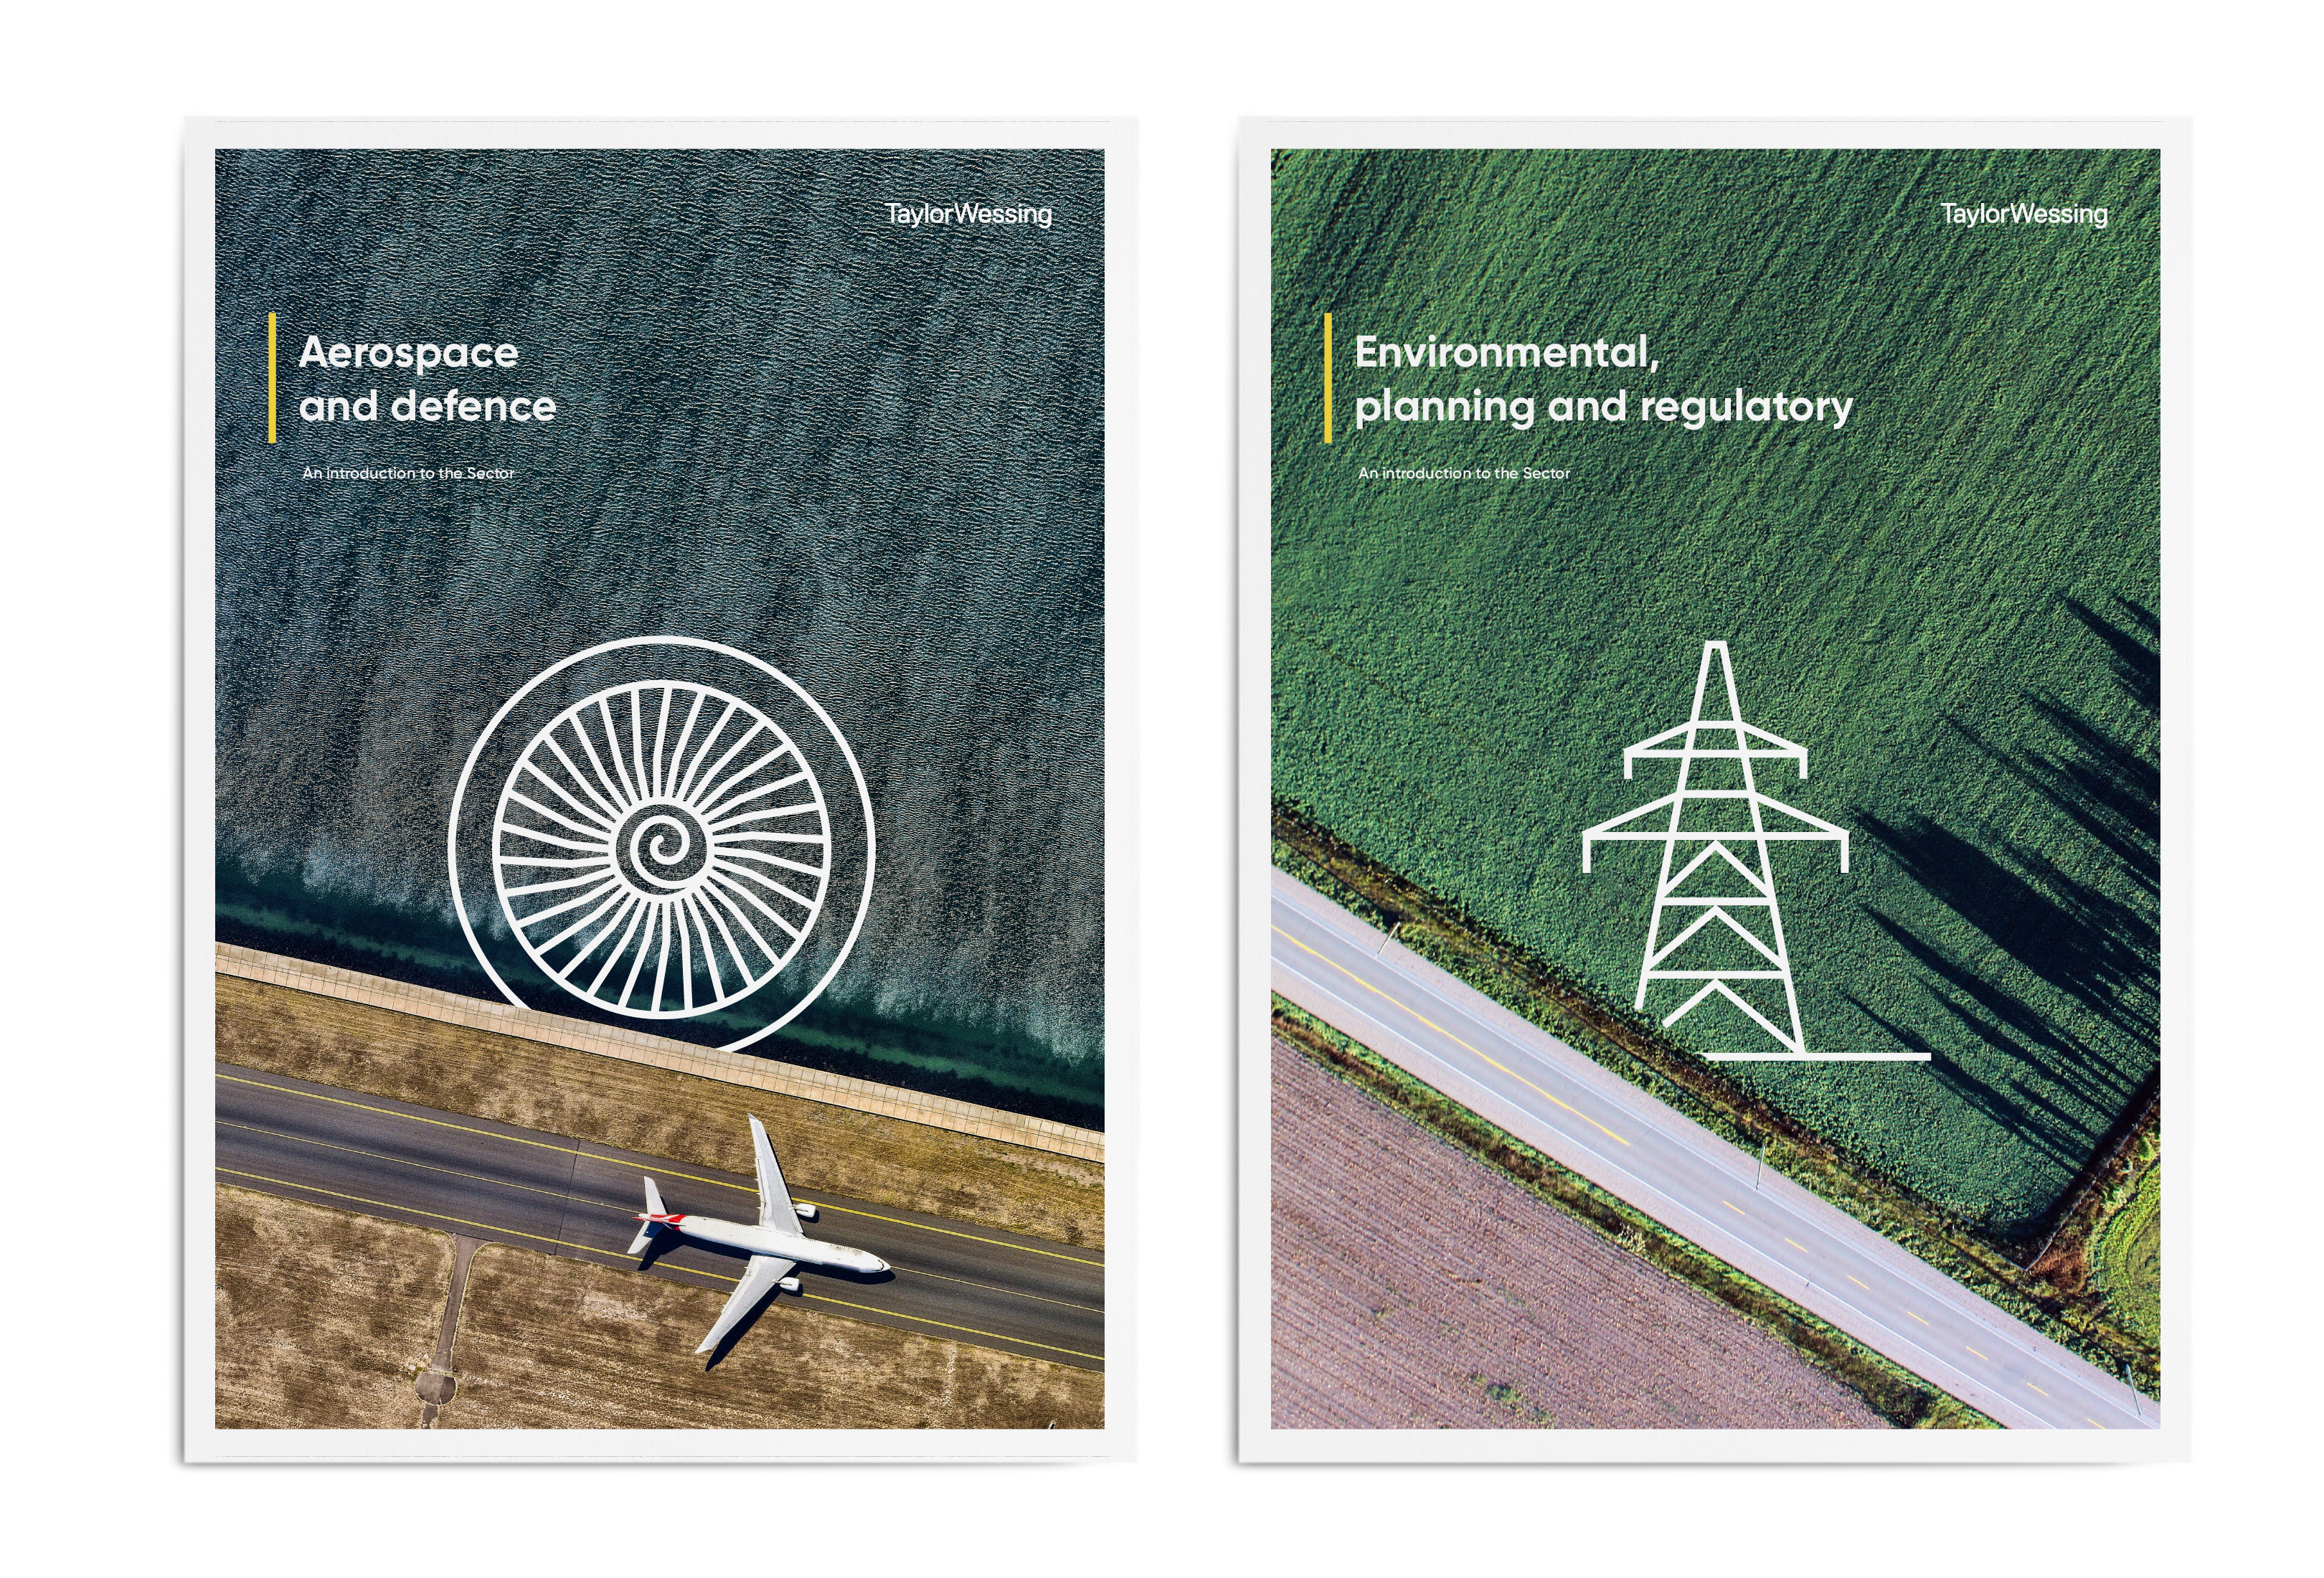 TaylorWessing
Aerospace
and defence
An introduction to the Sector
TaylorWessing
Environmental,
planning and regulatory
An introduction to the Sector